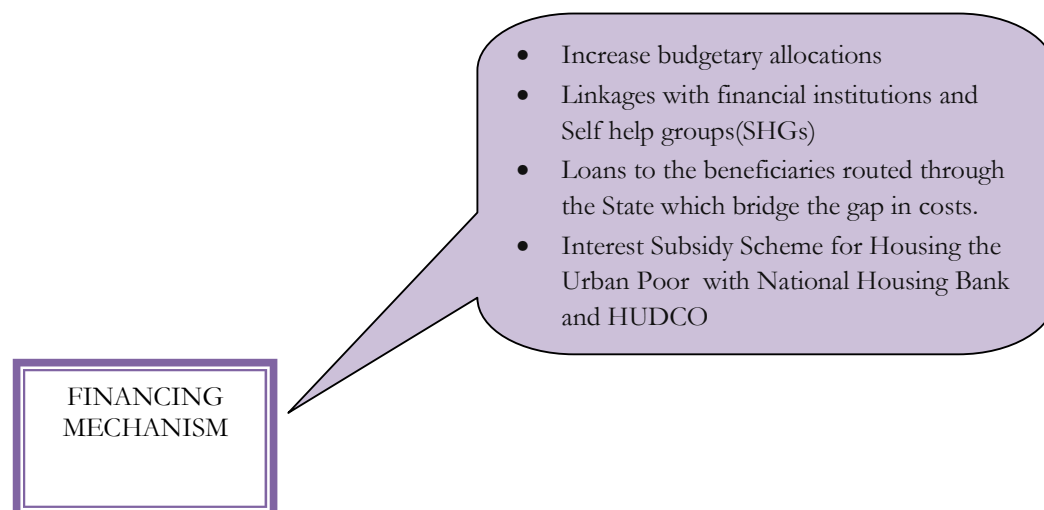 • Increase budgetary allocations
• Linkages with financial institutions and
Self help groups(SHGs)
• Loans to the beneficiaries routed through
the State which bridge the gap in costs.
• Interest Subsidy Scheme for Housing the
Urban Poor with National Housing Bank
and HUDCO
FINANCING
MECHANISM